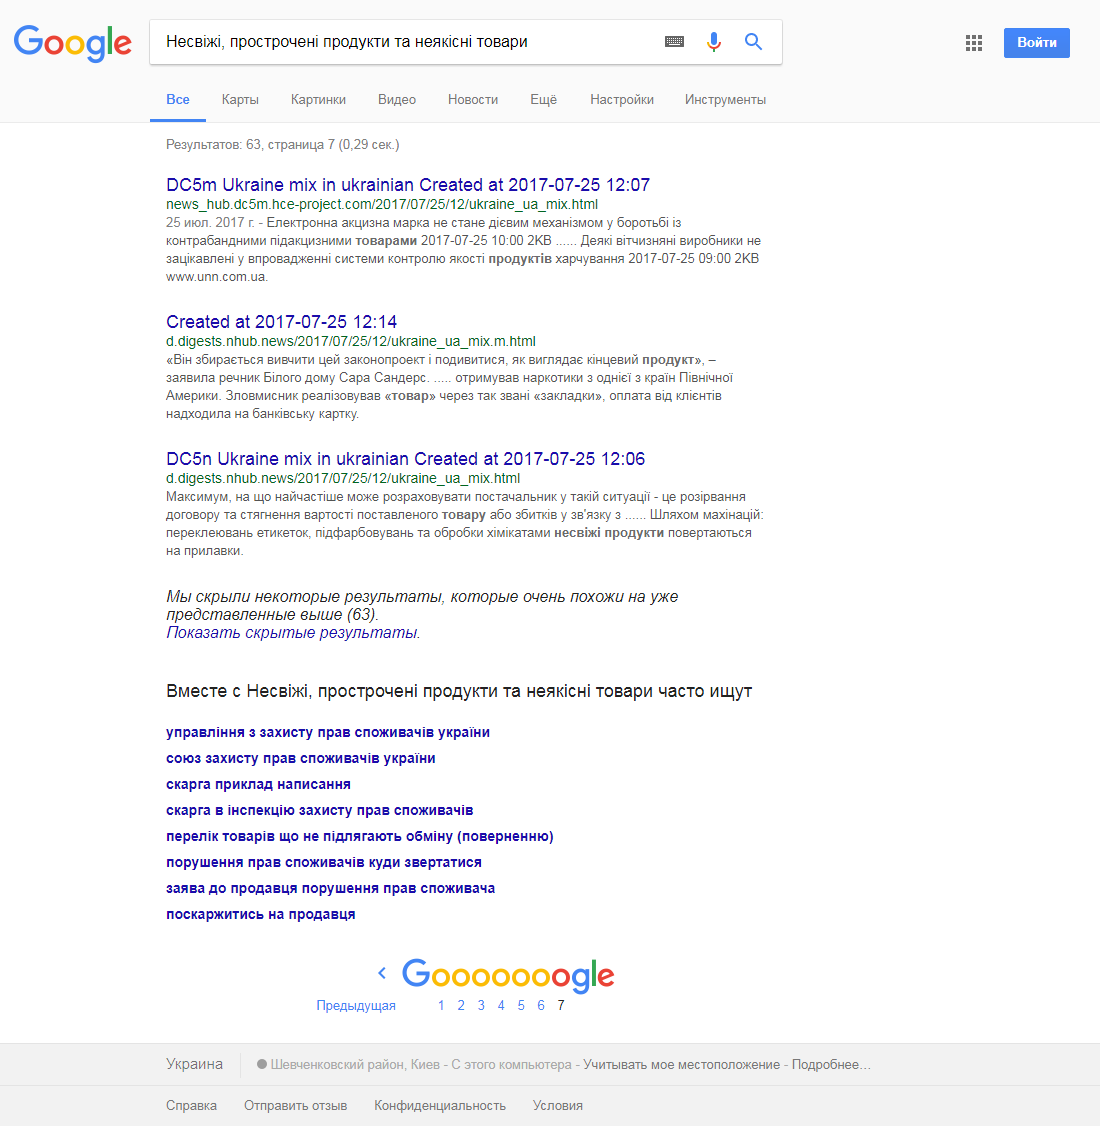 Google
Несвіжі, прострочені продукти та неякісні товари
Войти
Все Карты Картинки Видео Новости Ещё Настройки Инструменты
Результатов: 63, страница 7 (0,29 сек.)
DC5m Ukraine mix in ukrainian Created at 2017-07-25 12:07
news_hub.dc5m.hce-project.com/2017/07/25/12/ukraine_ua_mix.html
25 июл. 2017 г. - Електронна акцизна марка не стане дієвим механізмом у боротьбі із
контрабандними підакцизними товарами 2017-07-25 10:00 2KB ...... Деякі вітчизняні виробники не
зацікавлені у впровадженні системи контролю якості продуктів харчування 2017-07-25 09:00 2KB
www.unn.com.ua.
Created at 2017-07-25 12:14
d.digests.nhub.news/2017/07/25/12/ukraine_ua_mix.m.html
«Він збирається вивчити цей законопроект і подивитися, як виглядає кінцевий продукт», –
заявила речник Білого дому Сара Сандерс. ..... отримував наркотики з однієї з країн Північної
Америки. Зловмисник реалізовував «товар» через так звані «закладки», оплата від клієнтів
надходила на банківську картку.
DC5n Ukraine mix in ukrainian Created at 2017-07-25 12:06
d.digests.nhub.news/2017/07/25/12/ukraine_ua_mix.html
Максимум, на що найчастіше може розраховувати постачальник у такій ситуації - це розірвання
договору та стягнення вартості поставленого товару або збитків у зв'язку з ...... Шляхом махінацій:
переклеювань етикеток, підфарбовувань та обробки хімікатами несвіжі продукти повертаються
на прилавки.
Мы скрыли некоторые результаты, которые очень похожи на уже
представленные выше (63).
Показать скрытые результаты.
Вместе с Несвіжі, прострочені продукти та неякісні товари часто ищут
управління з захисту прав споживачів україни
союз захисту прав споживачів україни
скарга приклад написання
скарга в інспекцію захисту прав споживачів
перелік товарів що не підлягають обміну (поверненню)
порушення прав споживачів куди звертатися
заява до продавця порушення прав споживача
поскаржитись на продавця
Goooooooogle
Предыдущая 1 2 3 4 5 6 7
Украина Шевченковский район, Киев - С этого компьютера - Учитывать мое местоположение - Подробнее…
Справка Отправить отзыв Конфиденциальность Условия